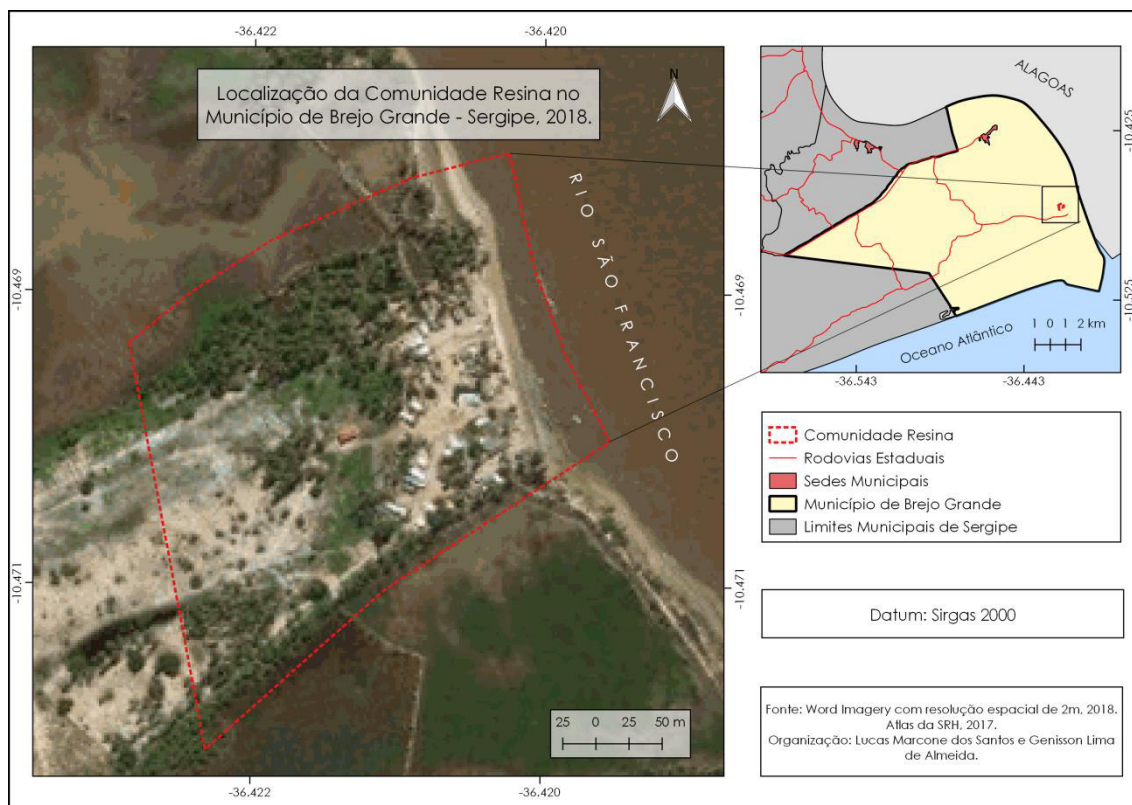 -36.422
-36.420
Localização da Comunidade Resina no
Município de Brejo Grande - Sergipe, 2018.
N
RIO SÃO FRANCISCO
-10.469
-10.469
-10.471
-10.471
25 0 25 50 m
-36.422
-36.420
ALAGOAS
-10.425
-10.525
Oceano Atlântico
1 0 1 2 km
-36.543
-36.443
Comunidade Resina
Rodovias Estaduais
Sedes Municipais
Município de Brejo Grande
Limites Municipais de Sergipe
Datum: Sirgas 2000
Fonte: Word Imagery com resolução espacial de 2m, 2018.
Atlas da SRH, 2017.
Organização: Lucas Marcone dos Santos e Genisson Lima
de Almeida.